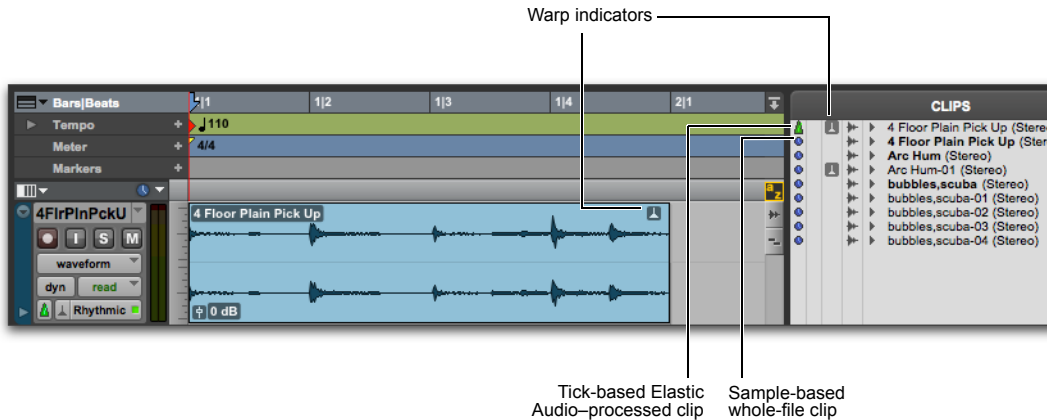 Warp indicators
Bars|Beats
1|1
1|2
1|3
1|4
2|1
CLIPS
Tempo
110
4 Floor Plain Pick Up (Stere
Meter
4/4
4 Floor Plain Pick Up (Ster
Arc Hum (Stereo)
Markers
Arc Hum-01 (Stereo)
bubbles,scuba (Stereo)
a
z
bubbles,scuba-01 (Stereo)
4FlrPlnPckU
4 Floor Plain Pick Up
bubbles,scuba-02 (Stereo)
I S M
bubbles,scuba-03 (Stereo)
bubbles,scuba-04 (Stereo)
waveform
dyn
read
Rhythmic
0 dB
Tick-based Elastic
Audio–processed clip
Sample-based
whole-file clip